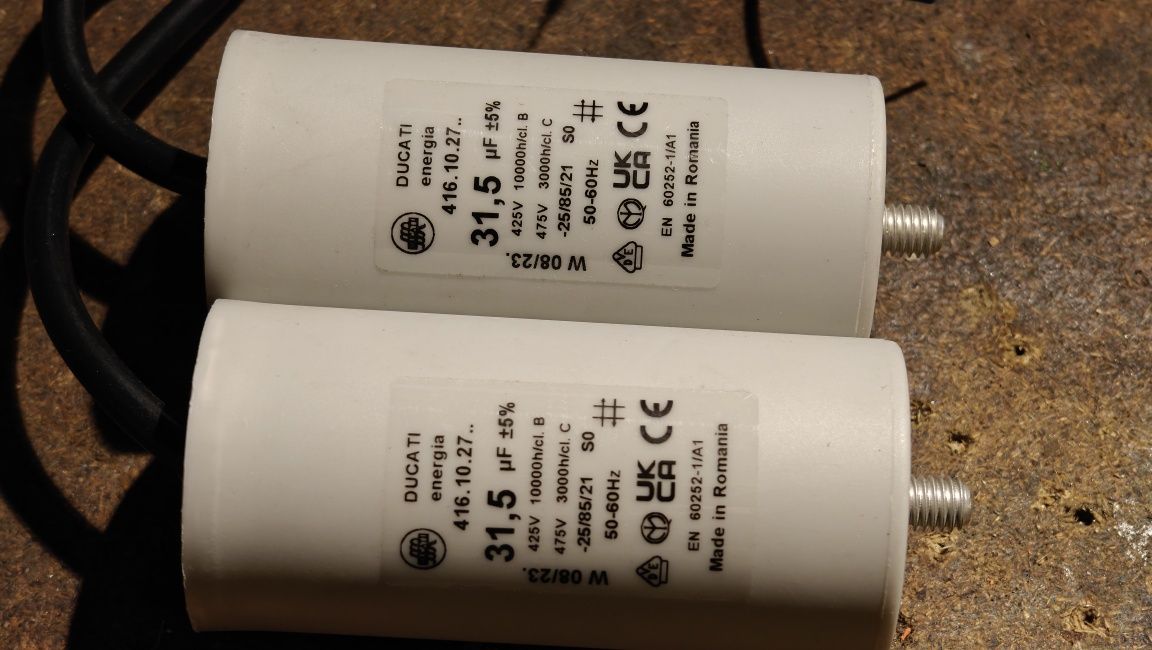 DUCATI
energia
416.10.27..
31,5 µF ±5%
425V 10000h/cl. B
475V 3000h/cl. C
-25/85/21 S0
50-60Hz
UK
CA CE
VDE
EN 60252-1/A1
Made in Romania
W 08/23.
DUCATI
energia
416.10.27..
31,5 µF ±5%
425V 10000h/cl. B
475V 3000h/cl. C
-25/85/21 S0
50-60Hz
UK
CA CE
VDE
EN 60252-1/A1
Made in Romania
W 08/23.